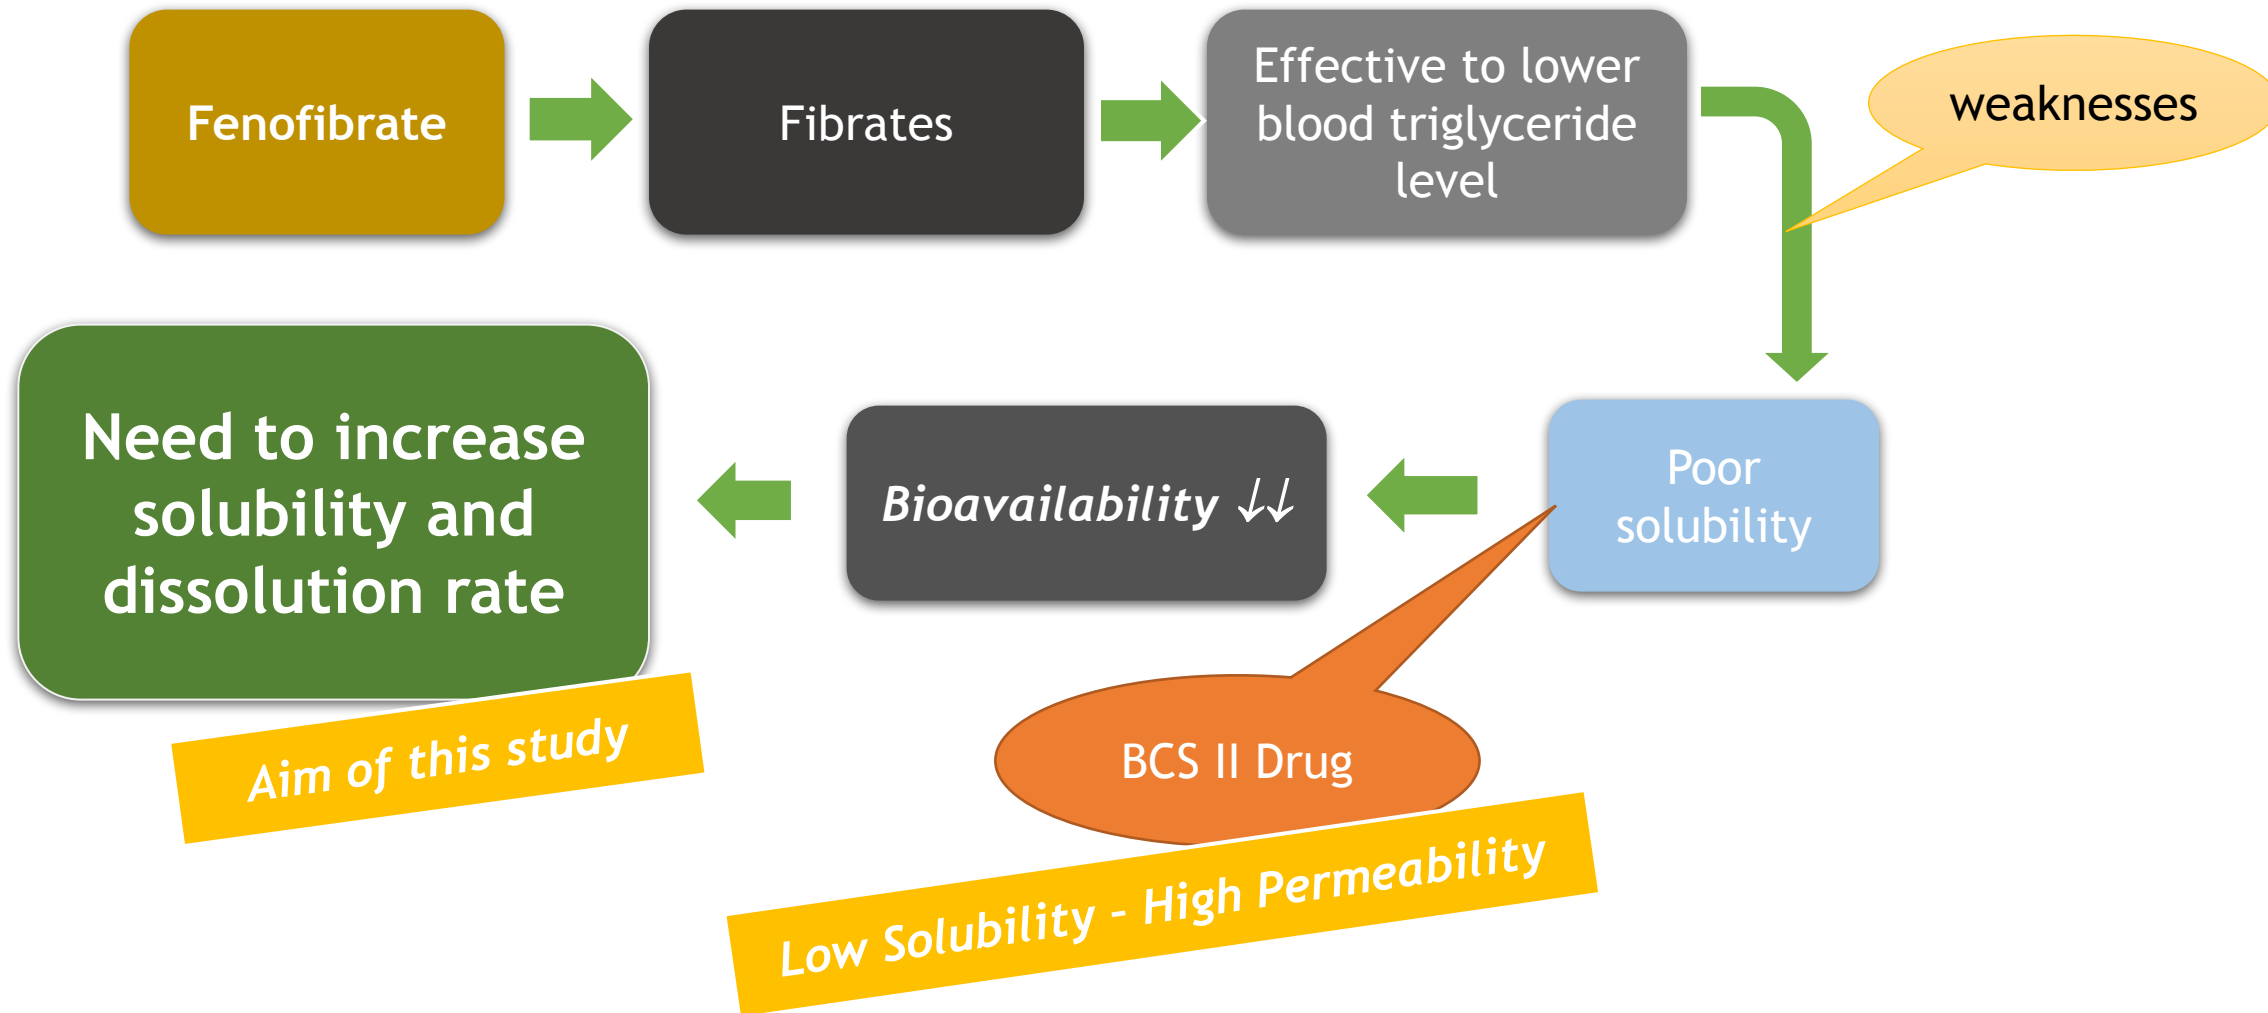 Fenofibrate
Fibrates
Effective to lower
blood triglyceride
level
weaknesses
Poor
solubility
BCS II Drug
Low Solubility – High Permeability
Bioavailability ↓↓
Need to increase
solubility and
dissolution rate
Aim of this study